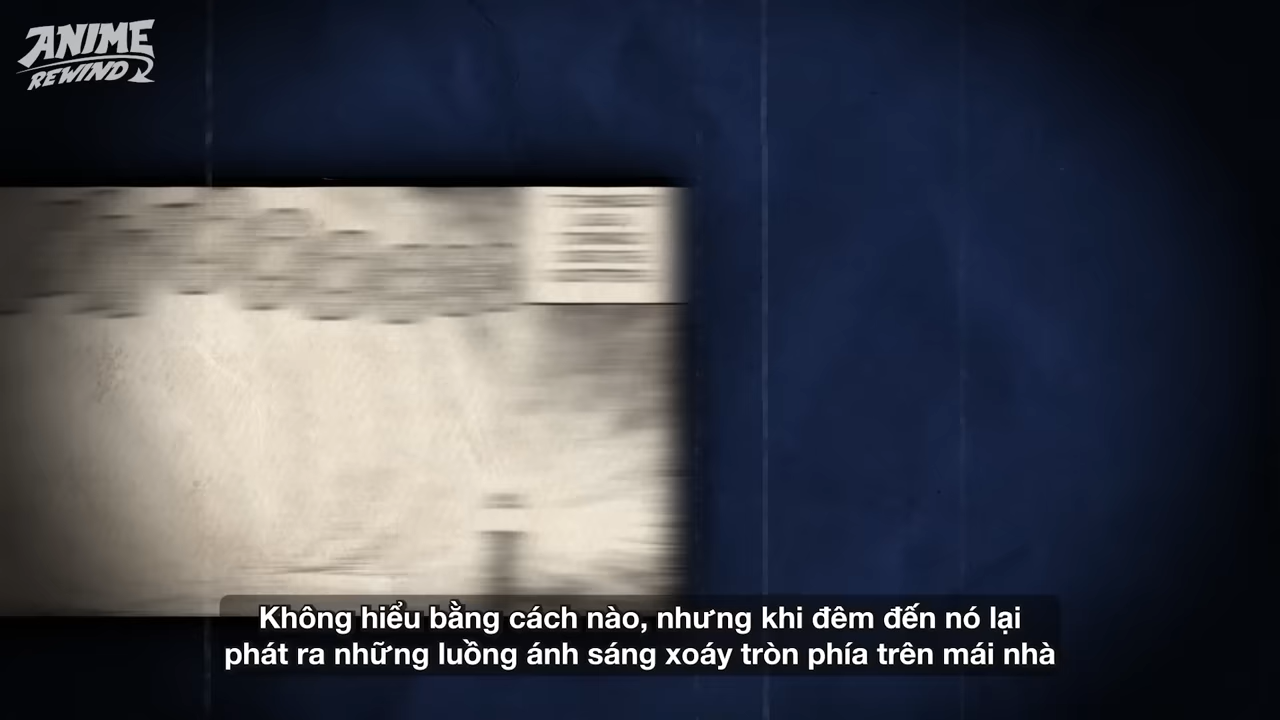 ANIME
REWIND
Không hiểu bằng cách nào, nhưng khi đêm đến nó lại
phát ra những luồng ánh sáng xoáy tròn phía trên mái nhà